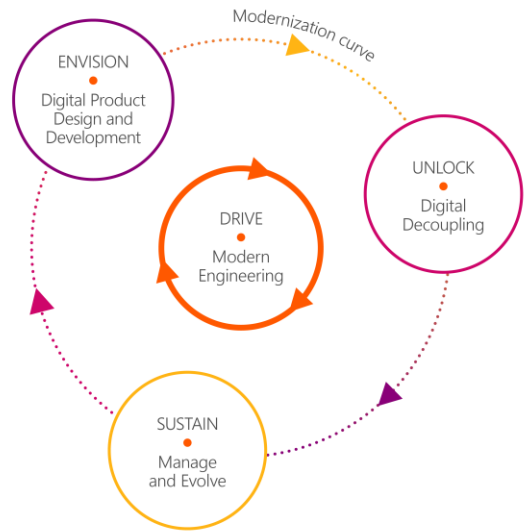 Modernization curve
ENVISION
Digital Product
Design and
Development
UNLOCK
Digital
Decoupling
DRIVE
Modern
Engineering
SUSTAIN
Manage
and Evolve